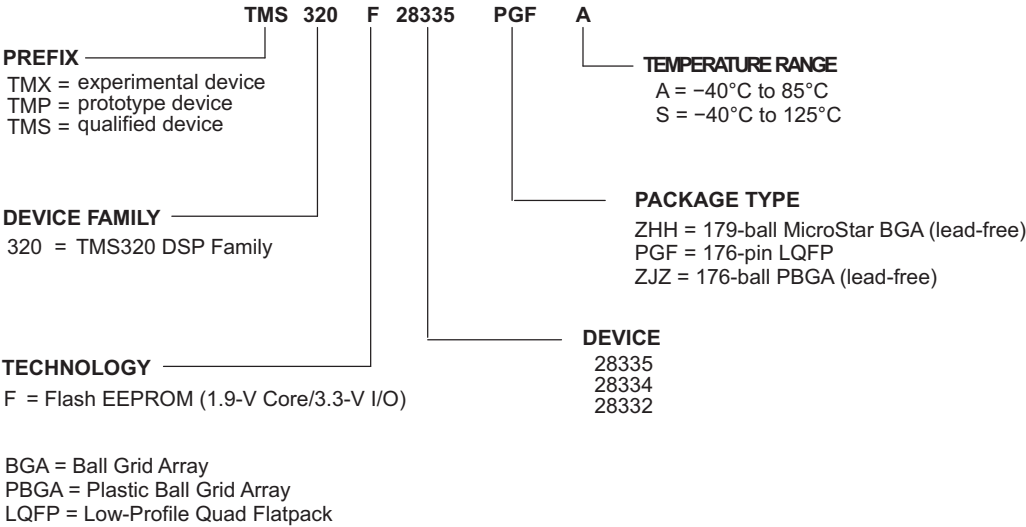 TMS 320 F 28335 PGF A
PREFIX
TMX = experimental device
TMP = prototype device
TMS = qualified device
TEMPERATURE RANGE
A = −40°C to 85°C
S = −40°C to 125°C
DEVICE FAMILY
320 = TMS320 DSP Family
PACKAGE TYPE
ZHH = 179-ball MicroStar BGA (lead-free)
PGF = 176-pin LQFP
ZJZ = 176-ball PBGA (lead-free)
TECHNOLOGY
F = Flash EEPROM (1.9-V Core/3.3-V I/O)
DEVICE
28335
28334
28332
BGA = Ball Grid Array
PBGA = Plastic Ball Grid Array
LQFP = Low-Profile Quad Flatpack